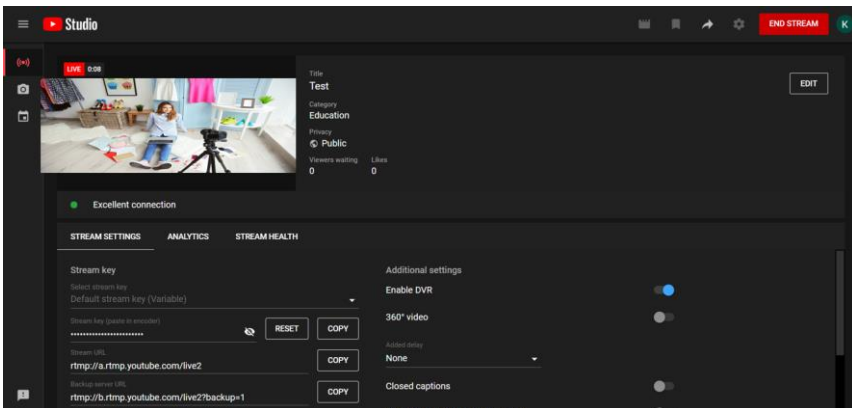 Studio
END STREAM
K
LIVE 0:08
Title
Test
Category
Education
Privacy
Public
Viewers waiting Likes
0 0
EDIT
Excellent connection
STREAM SETTINGS ANALYTICS STREAM HEALTH
Stream key
Select stream key
Default stream key (Variable)
Stream key (paste in encoder)
••••••••••••••••••••••••
RESET COPY
Stream URL
rtmp://a.rtmp.youtube.com/live2
COPY
Backup server URL
rtmp://b.rtmp.youtube.com/live2?backup=1
COPY
Additional settings
Enable DVR
360° video
Added delay
None
Closed captions